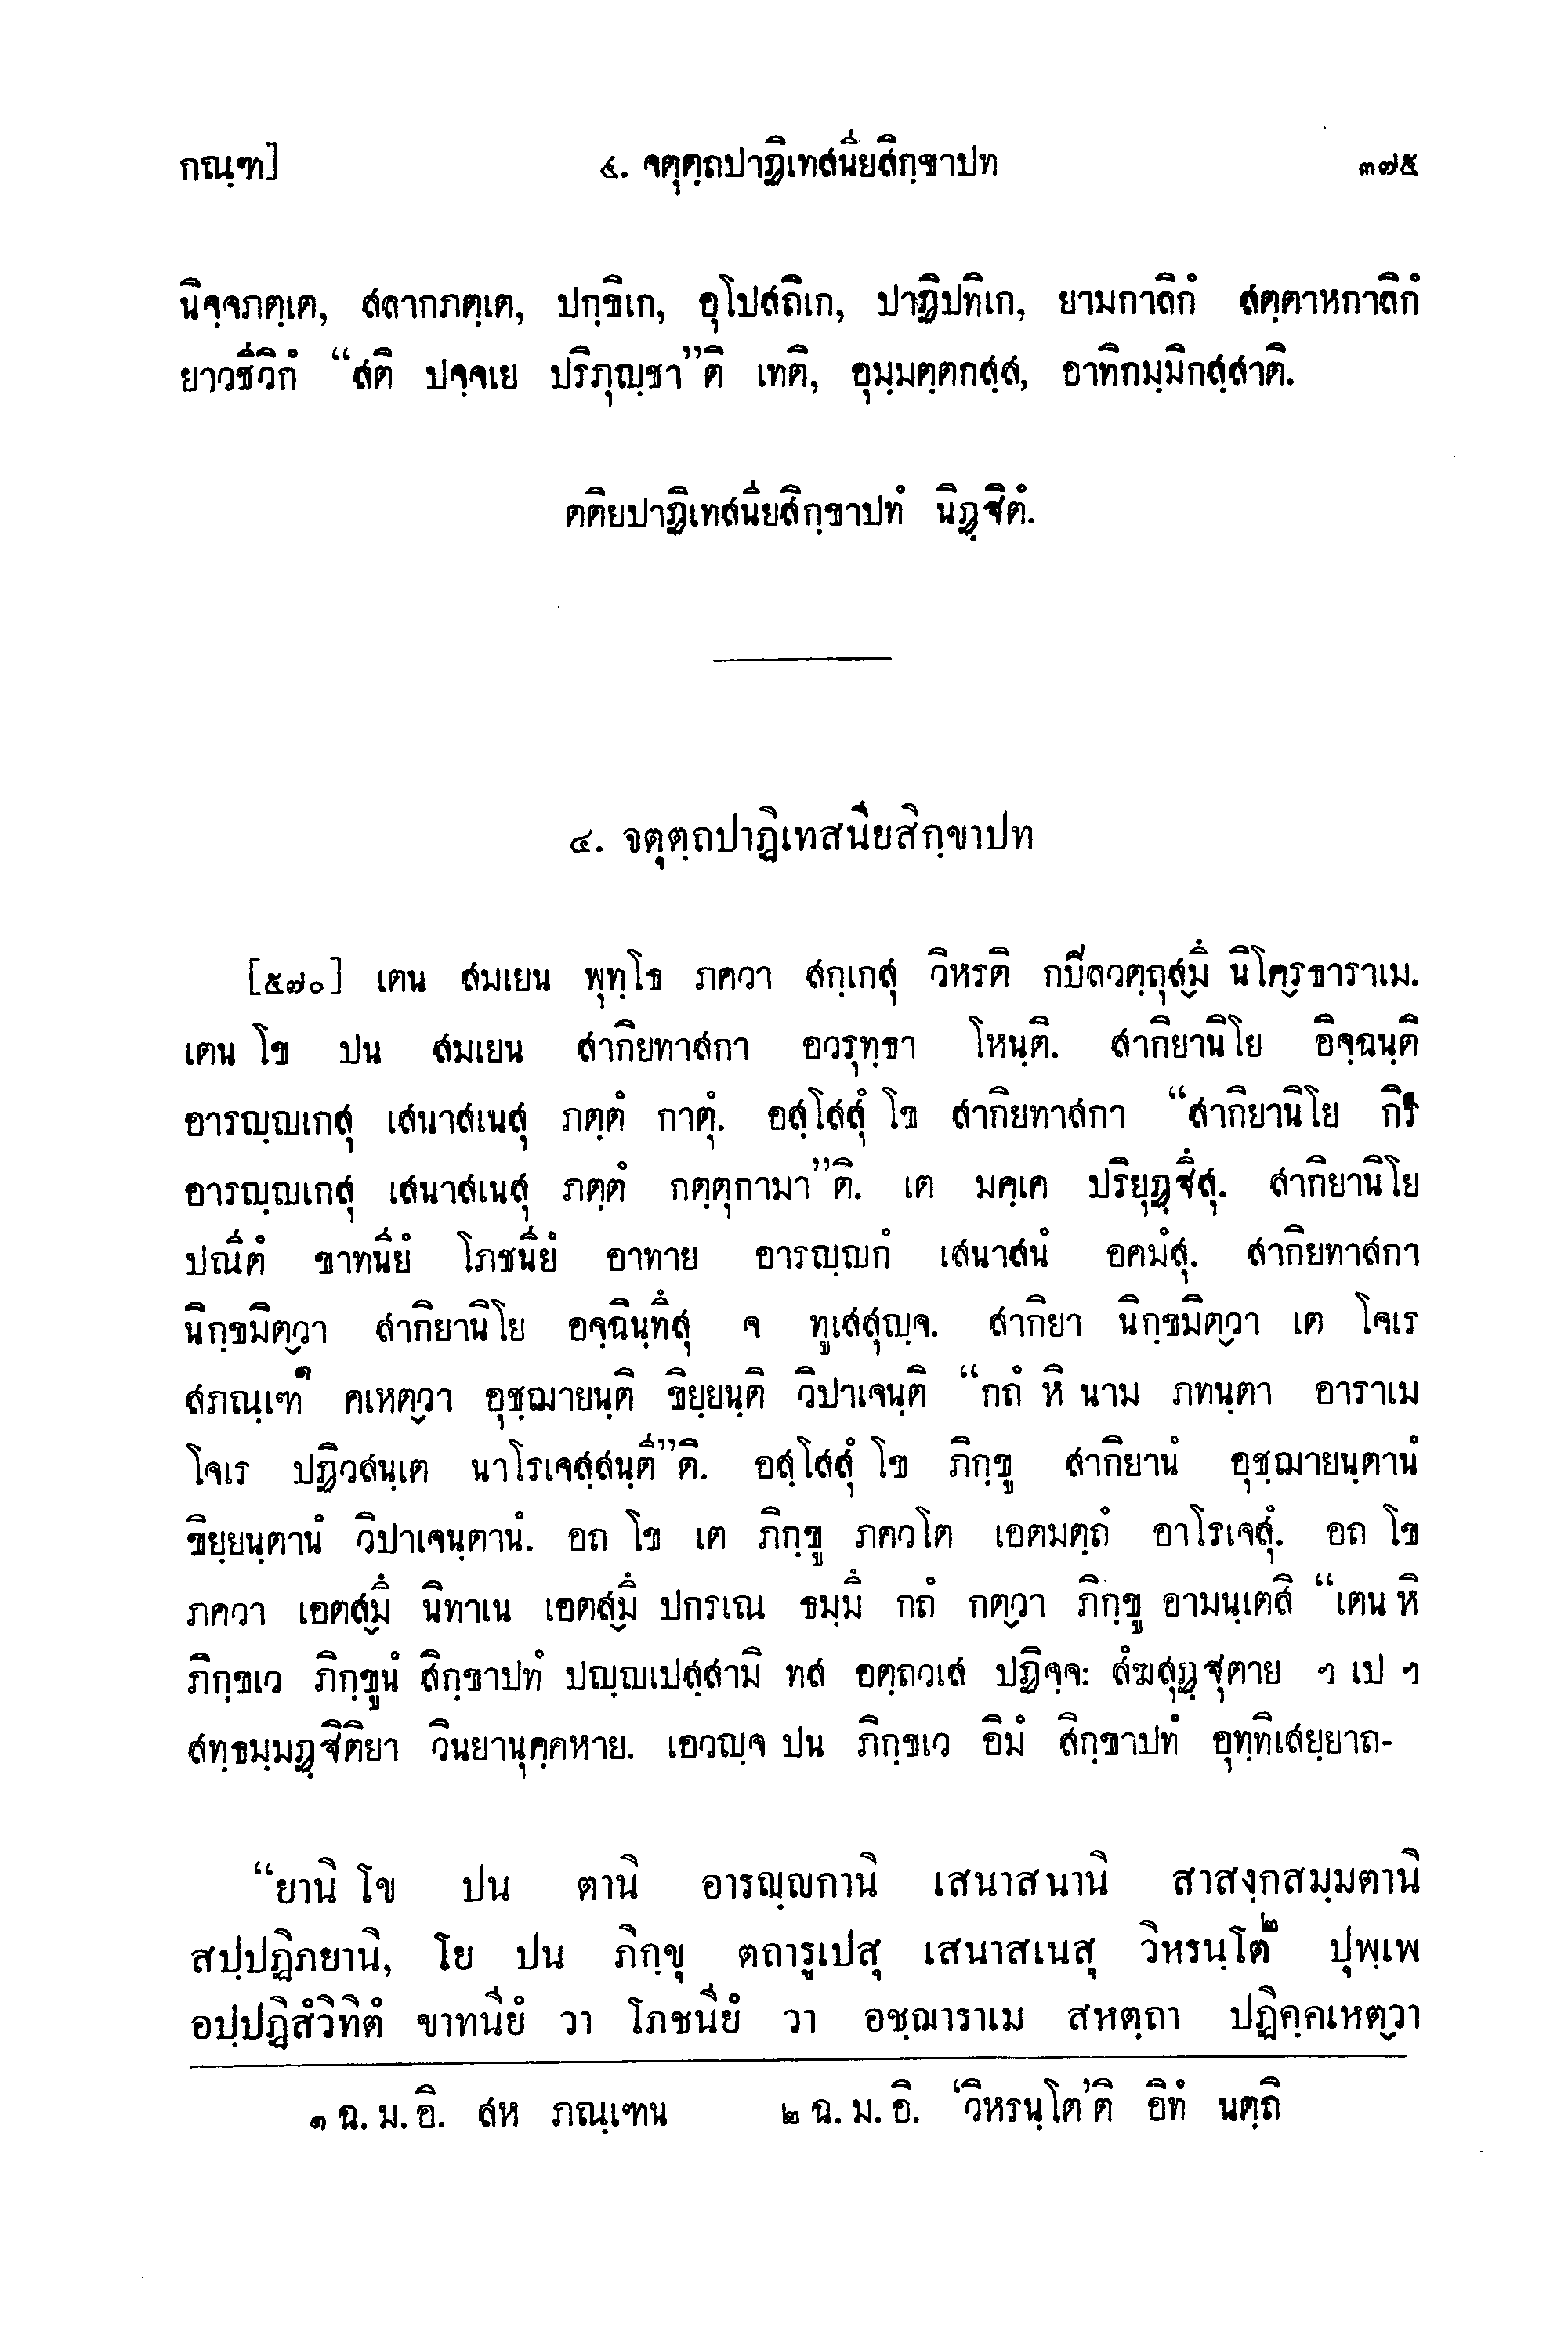 กณฺฑ] ๔. จตุตฺถปาฏิเทสนียสิกฺขาปท ๓๗๕
นิจฺจภตฺเต, สลากภตฺเต, ปกฺขิเก, อุโปสถิเก, ปาฏิปทิเก, ยามกาลิกํ สตฺตาหกาลิกํ
ยาวชีวิกํ “สติ ปจฺจเย ปริภุญฺชา”ติ เทติ, อุมฺมตฺตกสฺส, อาทิกมฺมิกสฺสาติ.
ตติยปาฏิเทสนียสิกฺขาปทํ นิฏฺฐิตํ.
๔. จตุตฺถปาฏิเทสนียสิกฺขาปท
[๕๗๐] เตน สมเยน พุทฺโธ ภควา สกฺเกสุ วิหรติ กบิลวตฺถุสฺมึ นิโคฺรธาราเม.
เตน โข ปน สมเยน สากิยทาสกา อวรุทฺธา โหนฺติ. สากิยานิโย อิจฺฉนฺติ
อารญฺญเกสุ เสนาสเนสุ ภตฺตํ กาตุํ. อสฺโสสุํ โข สากิยทาสกา “สากิยานิโย กิร
อารญฺญเกสุ เสนาสเนสุ ภตฺตํ กตฺตุกามา”ติ. เต มคฺเค ปริยุฏฺฐึสุ. สากิยานิโย
ปณีตํ ขาทนียํ โภชนียํ อาทาย อารญฺญกํ เสนาสนํ อคมํสุ. สากิยทาสกา
นิกฺขมิตฺวา สากิยานิโย อจฺฉินฺทึสุ จ ทูเสสุญฺจ. สากิยา นิกฺขมิตฺวา เต โจเร
สภณฺเฑ๑ คเหตฺวา อุชฺฌายนฺติ ขิยฺยนฺติ วิปาเจนฺติ “กถํ หิ นาม ภทนฺตา อาราเม
โจเร ปฏิวสนฺเต นาโรเจสฺสนฺตี”ติ. อสฺโสสุํ โข ภิกฺขู สากิยานํ อุชฺฌายนฺตานํ
ขิยฺยนฺตานํ วิปาเจนฺตานํ. อถ โข เต ภิกฺขู ภควโต เอตมตฺถํ อาโรเจสุํ. อถ โข
ภควา เอตสฺมึ นิทาเน เอตสฺมึ ปกรเณ ธมฺมึ กถํ กตฺวา ภิกฺขู อามนฺเตสิ “เตน หิ
ภิกฺขเว ภิกฺขูนํ สิกฺขาปทํ ปญฺญเปสฺสามิ ทส อตฺถวเส ปฏิจฺจ: สํฆสุฏฺฐุตาย ฯ เป ฯ
สทฺธมฺมฏฺฐิติยา วินยานุคฺคหาย. เอวญฺจ ปน ภิกฺขเว อิมํ สิกฺขาปทํ อุทฺทิเสยฺยาถ-
“ยานิ โข ปน ตานิ อารญฺญกานิ เสนาสนานิ สาสงฺกสมฺมตานิ
สปฺปฏิภยานิ, โย ปน ภิกฺขุ ตถารูเปสุ เสนาสเนสุ วิหรนฺโต๒ ปุพฺเพ
อปฺปฏิสํวิทิตํ ขาทนียํ วา โภชนียํ วา อชฺฌาราเม สหตฺถา ปฏิคฺคเหตฺวา
๑ ฉ. ม. อิ. สห ภณฺเฑน ๒ ฉ. ม. อิ. ‘วิหรนฺโต’ติ อิทํ นตฺถิ